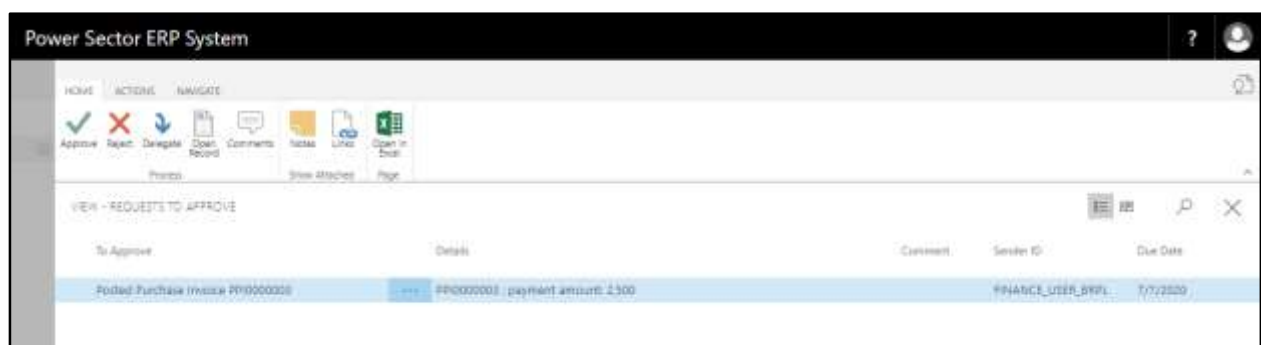 Power Sector ERP System ?
HOME ACTIONS NAVIGATE
Approve Reject Delegate Open Record Comments Notes Links Open in Excel
Process Show Attached Page
VIEW - REQUESTS TO APPROVE
To Approve Details Comment Sender ID Due Date
Posted Purchase Invoice PPI0000003 ... PPI0000003 ; payment amount: 2,500 FINANCE_USER_BRPL 7/7/2020